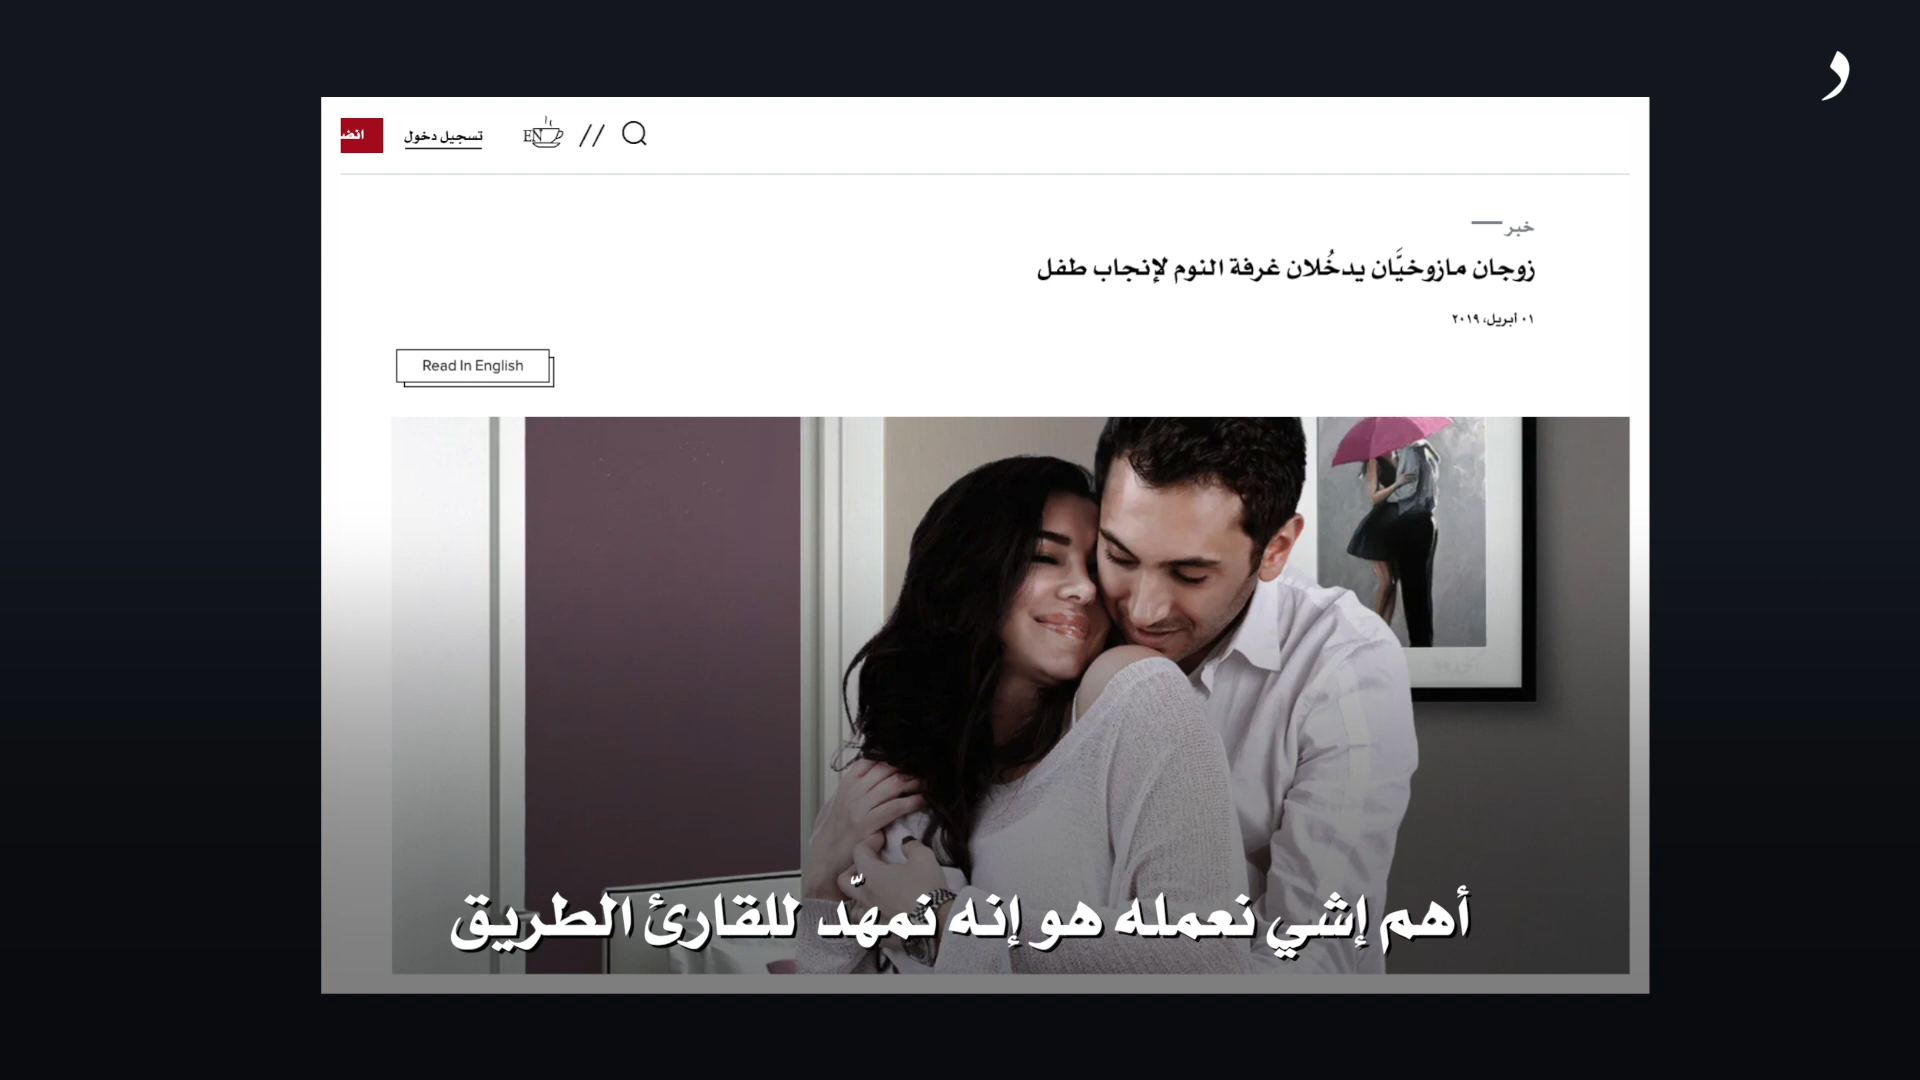 انض
تسجيل دخول
EN
//
خبر
زوجان مازوخيَّان يدخُلان غرفة النوم لإنجاب طفل
٠١ أبريل، ٢٠١٩
Read In English
أهم إشي نعمله هو إنه نمهّد للقارئ الطريق